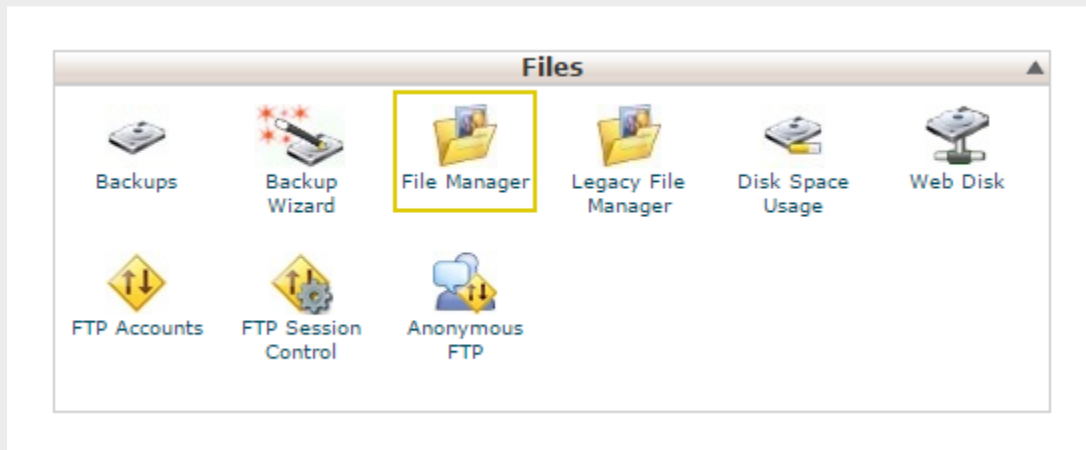 Files
Backups
Backup
Wizard
File Manager
Legacy File
Manager
Disk Space
Usage
Web Disk
FTP Accounts
FTP Session
Control
Anonymous
FTP